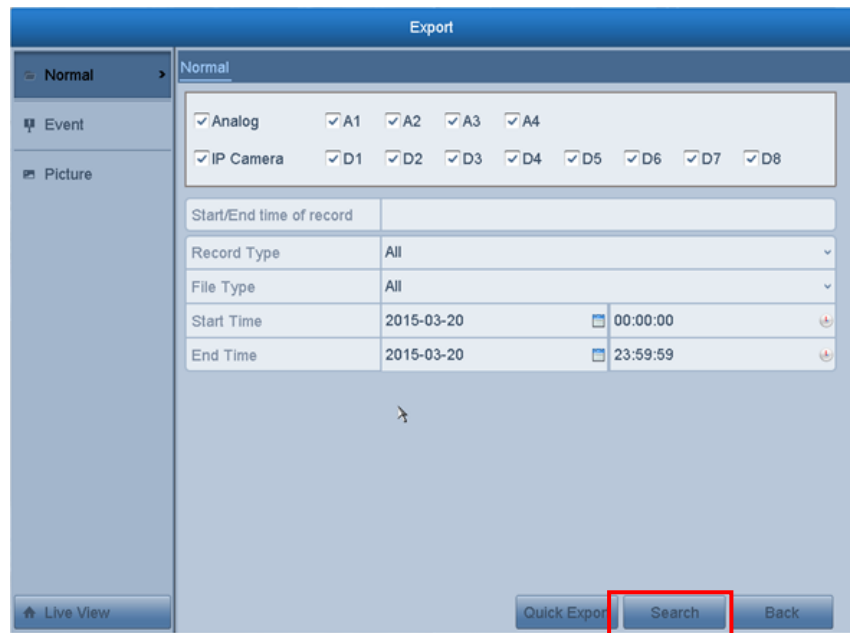 Export
Normal
Event
Picture
Normal
Analog A1 A2 A3 A4
IP Camera D1 D2 D3 D4 D5 D6 D7 D8
Start/End time of record
Record Type All
File Type All
Start Time 2015-03-20 00:00:00
End Time 2015-03-20 23:59:59
Live View
Quick Expor
Search
Back